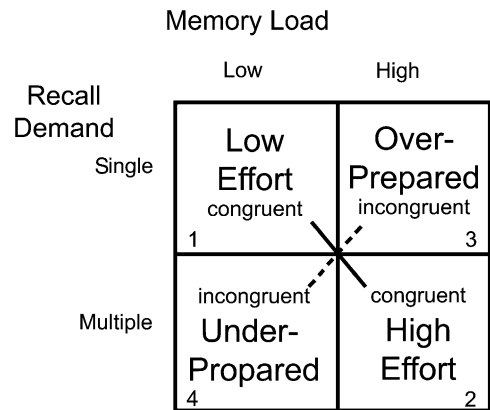 Memory Load
Low High
Recall
Demand
Single
Low
Effort
congruent
1
Over-
Prepared
incongruent
3
Multiple
incongruent
Under-
Propared
4
congruent
High
Effort
2